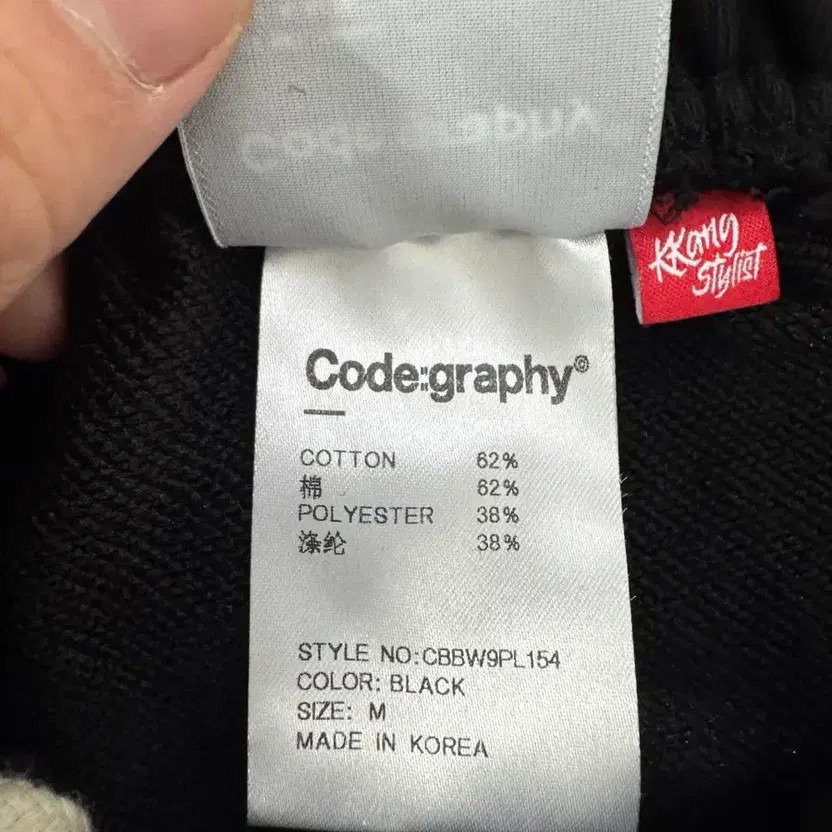 KKang
Stylist
Code:graphy©
COTTON 62%
棉 62%
POLYESTER 38%
涤纶 38%
STYLE NO:CBBW9PL154
COLOR: BLACK
SIZE: M
MADE IN KOREA